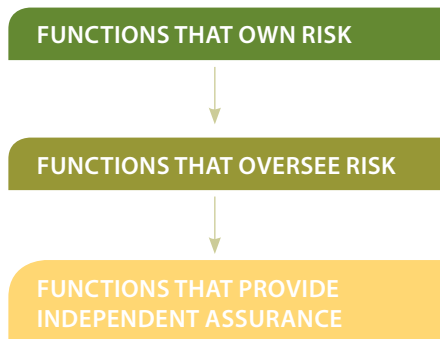 FUNCTIONS THAT OWN RISK
FUNCTIONS THAT OVERSEE RISK
FUNCTIONS THAT PROVIDE
INDEPENDENT ASSURANCE